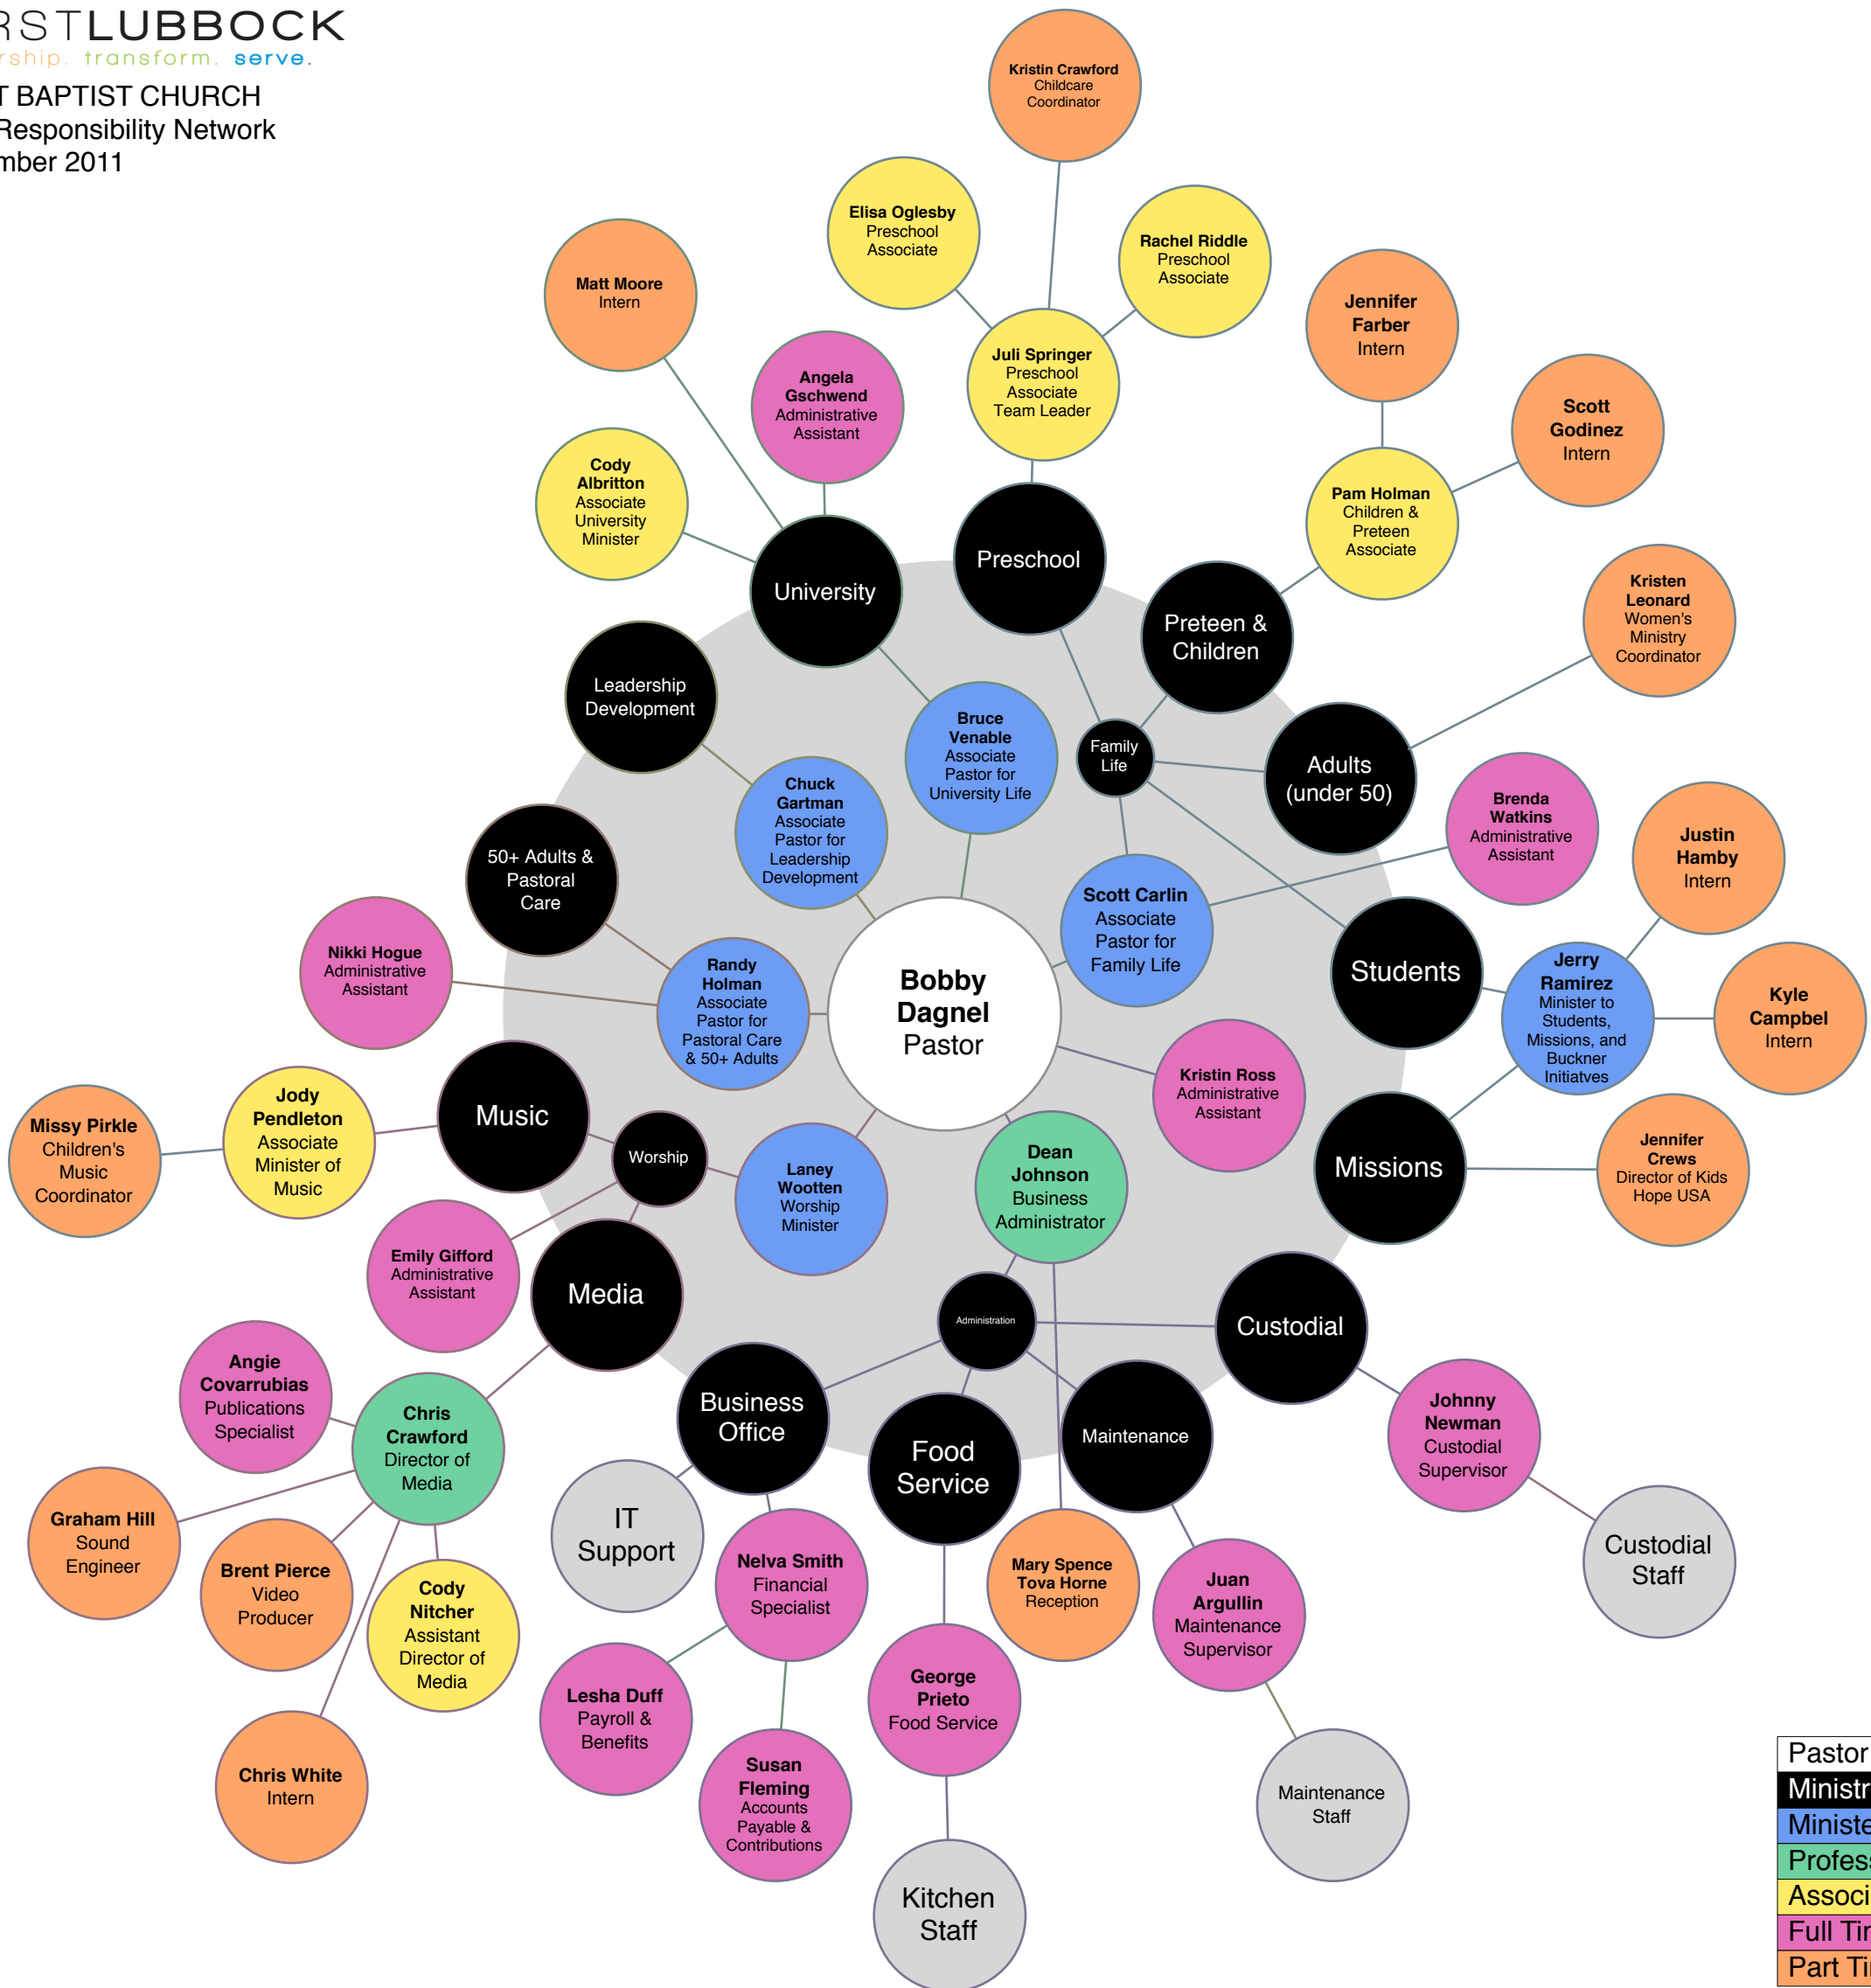 RSTLUBBOCK
rship. transform. serve.
T BAPTIST CHURCH
Responsibility Network
mber 2011
Kristin Crawford
Childcare
Coordinator
Elisa Oglesby
Preschool
Associate
Rachel Riddle
Preschool
Associate
Matt Moore
Intern
Jennifer
Farber
Intern
Juli Springer
Preschool
Associate
Team Leader
Angela
Gschwend
Administrative
Assistant
Scott
Godinez
Intern
Cody
Albritton
Associate
University
Minister
Pam Holman
Children &
Preteen
Associate
Preschool
University
Preteen &
Children
Kristen
Leonard
Women's
Ministry
Coordinator
Leadership
Development
Bruce
Venable
Associate
Pastor for
University Life
Family
Life
Adults
(under 50)
Chuck
Gartman
Associate
Pastor for
Leadership
Development
Brenda
Watkins
Administrative
Assistant
Justin
Hamby
Intern
50+ Adults &
Pastoral
Care
Scott Carlin
Associate
Pastor for
Family Life
Nikki Hogue
Administrative
Assistant
Randy
Holman
Associate
Pastor for
Pastoral Care
& 50+ Adults
Bobby
Dagnel
Pastor
Students
Jerry
Ramirez
Minister to
Students,
Missions, and
Buckner
Initiatves
Kyle
Campbel
Intern
Kristin Ross
Administrative
Assistant
Music
Jody
Pendleton
Associate
Minister of
Music
Missy Pirkle
Children's
Music
Coordinator
Worship
Laney
Wootten
Worship
Minister
Dean
Johnson
Business
Administrator
Missions
Jennifer
Crews
Director of Kids
Hope USA
Emily Gifford
Administrative
Assistant
Media
Administration
Custodial
Angie
Covarrubias
Publications
Specialist
Chris
Crawford
Director of
Media
Business
Office
Food
Service
Maintenance
Johnny
Newman
Custodial
Supervisor
Graham Hill
Sound
Engineer
Brent Pierce
Video
Producer
Cody
Nitcher
Assistant
Director of
Media
IT
Support
Nelva Smith
Financial
Specialist
Mary Spence
Tova Horne
Reception
Juan
Argullin
Maintenance
Supervisor
Custodial
Staff
Lesha Duff
Payroll &
Benefits
George
Prieto
Food Service
Chris White
Intern
Susan
Fleming
Accounts
Payable &
Contributions
Maintenance
Staff
Kitchen
Staff
Pastor
Ministr
Ministe
Profess
Associ
Full Tir
Part Ti